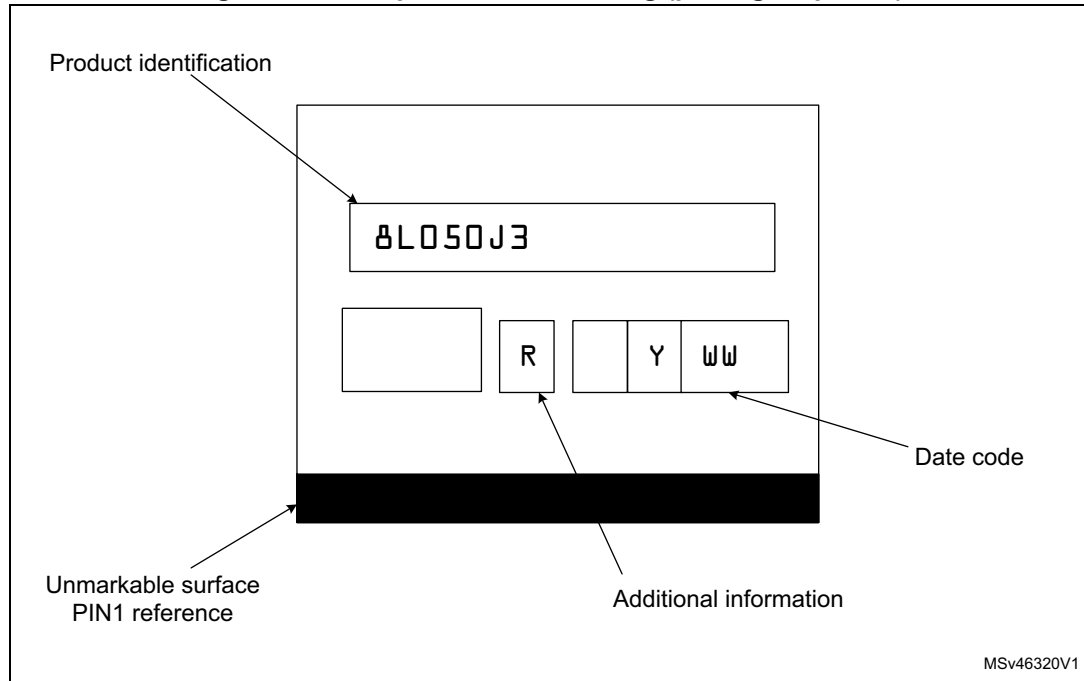 Product identification
8L050J3
R Y WW
Date code
Unmarkable surface
PIN1 reference
Additional information
MSv46320V1